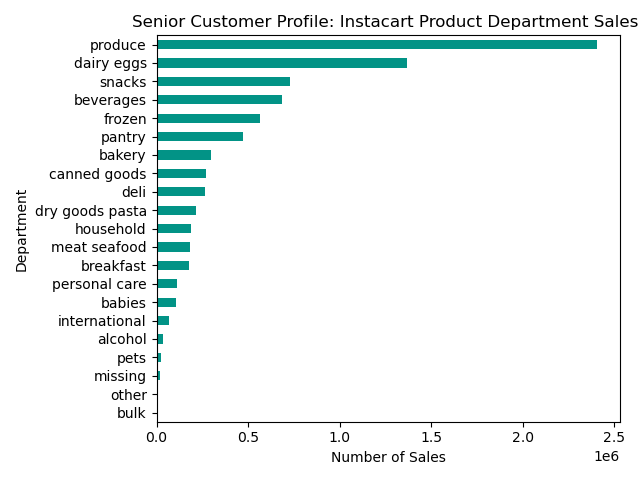 Senior Customer Profile: Instacart Product Department Sales
produce
dairy eggs
snacks
beverages
frozen
pantry
bakery
canned goods
deli
dry goods pasta
household
meat seafood
breakfast
personal care
babies
international
alcohol
pets
missing
other
bulk
Department
0.0 0.5 1.0 1.5 2.0 2.5
1e6
Number of Sales